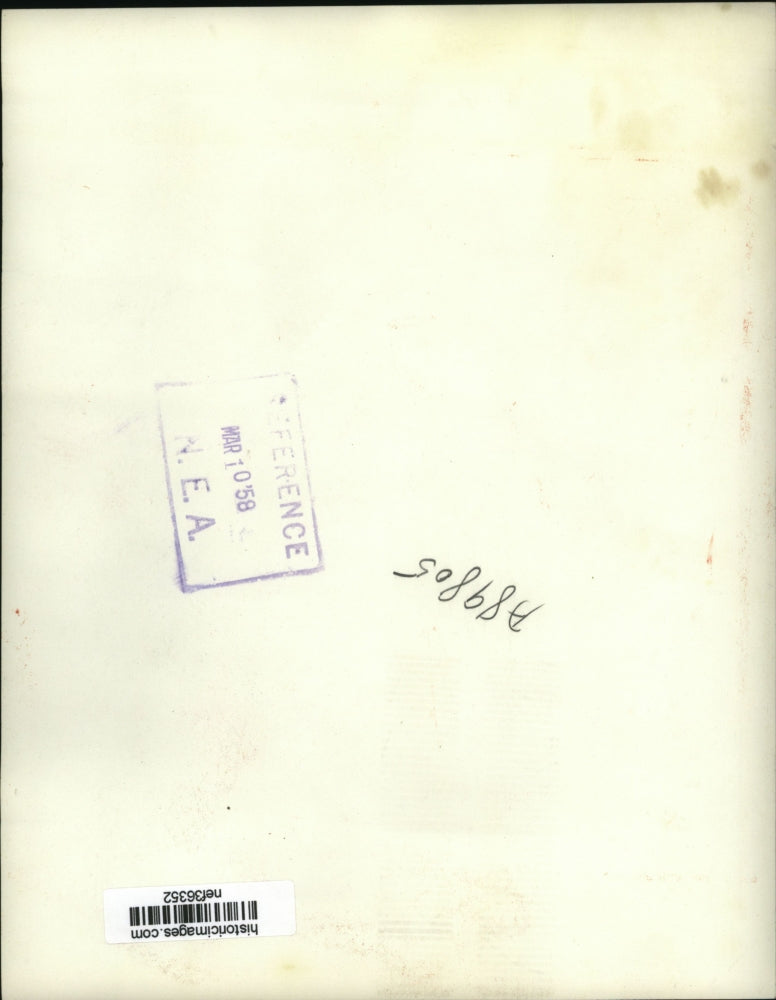 REFERENCE
MAR 10 '58
N. E. A.
A89805
historicimages.com
nef36352